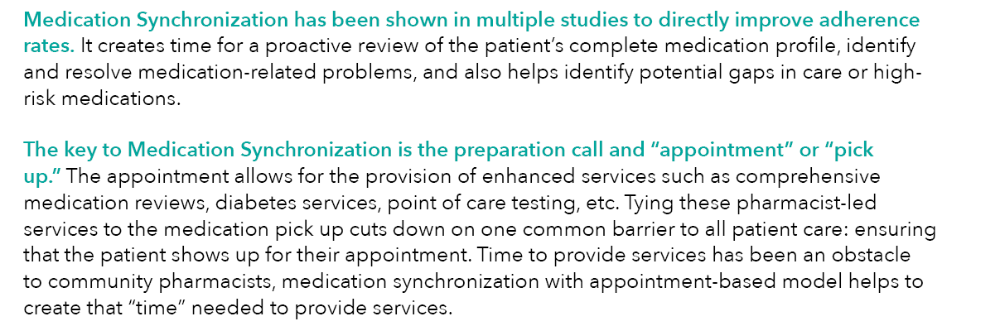 Medication Synchronization has been shown in multiple studies to directly improve adherence
rates. It creates time for a proactive review of the patient’s complete medication profile, identify
and resolve medication-related problems, and also helps identify potential gaps in care or high-
risk medications.
The key to Medication Synchronization is the preparation call and “appointment” or “pick
up.” The appointment allows for the provision of enhanced services such as comprehensive
medication reviews, diabetes services, point of care testing, etc. Tying these pharmacist-led
services to the medication pick up cuts down on one common barrier to all patient care: ensuring
that the patient shows up for their appointment. Time to provide services has been an obstacle
to community pharmacists, medication synchronization with appointment-based model helps to
create that “time” needed to provide services.